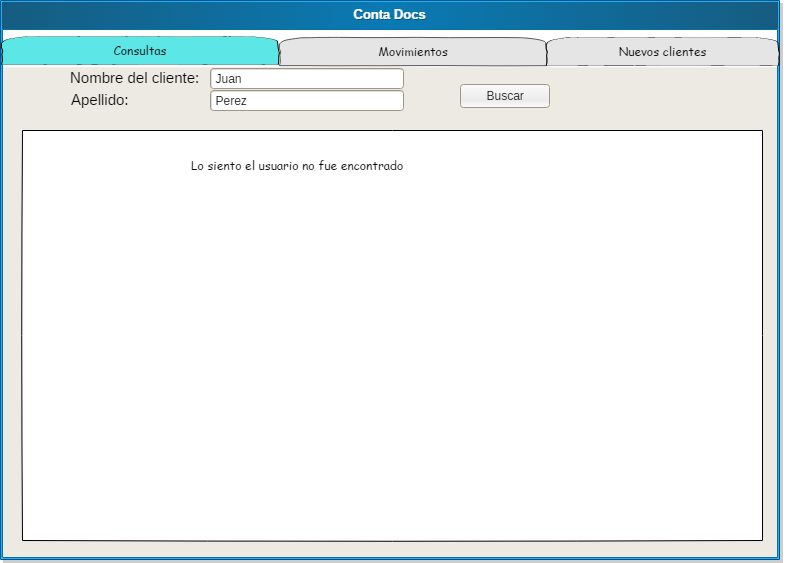 Conta Docs
Consultas
Movimientos
Nuevos clientes
Nombre del cliente: Juan
Apellido: Perez
Buscar
Lo siento el usuario no fue encontrado